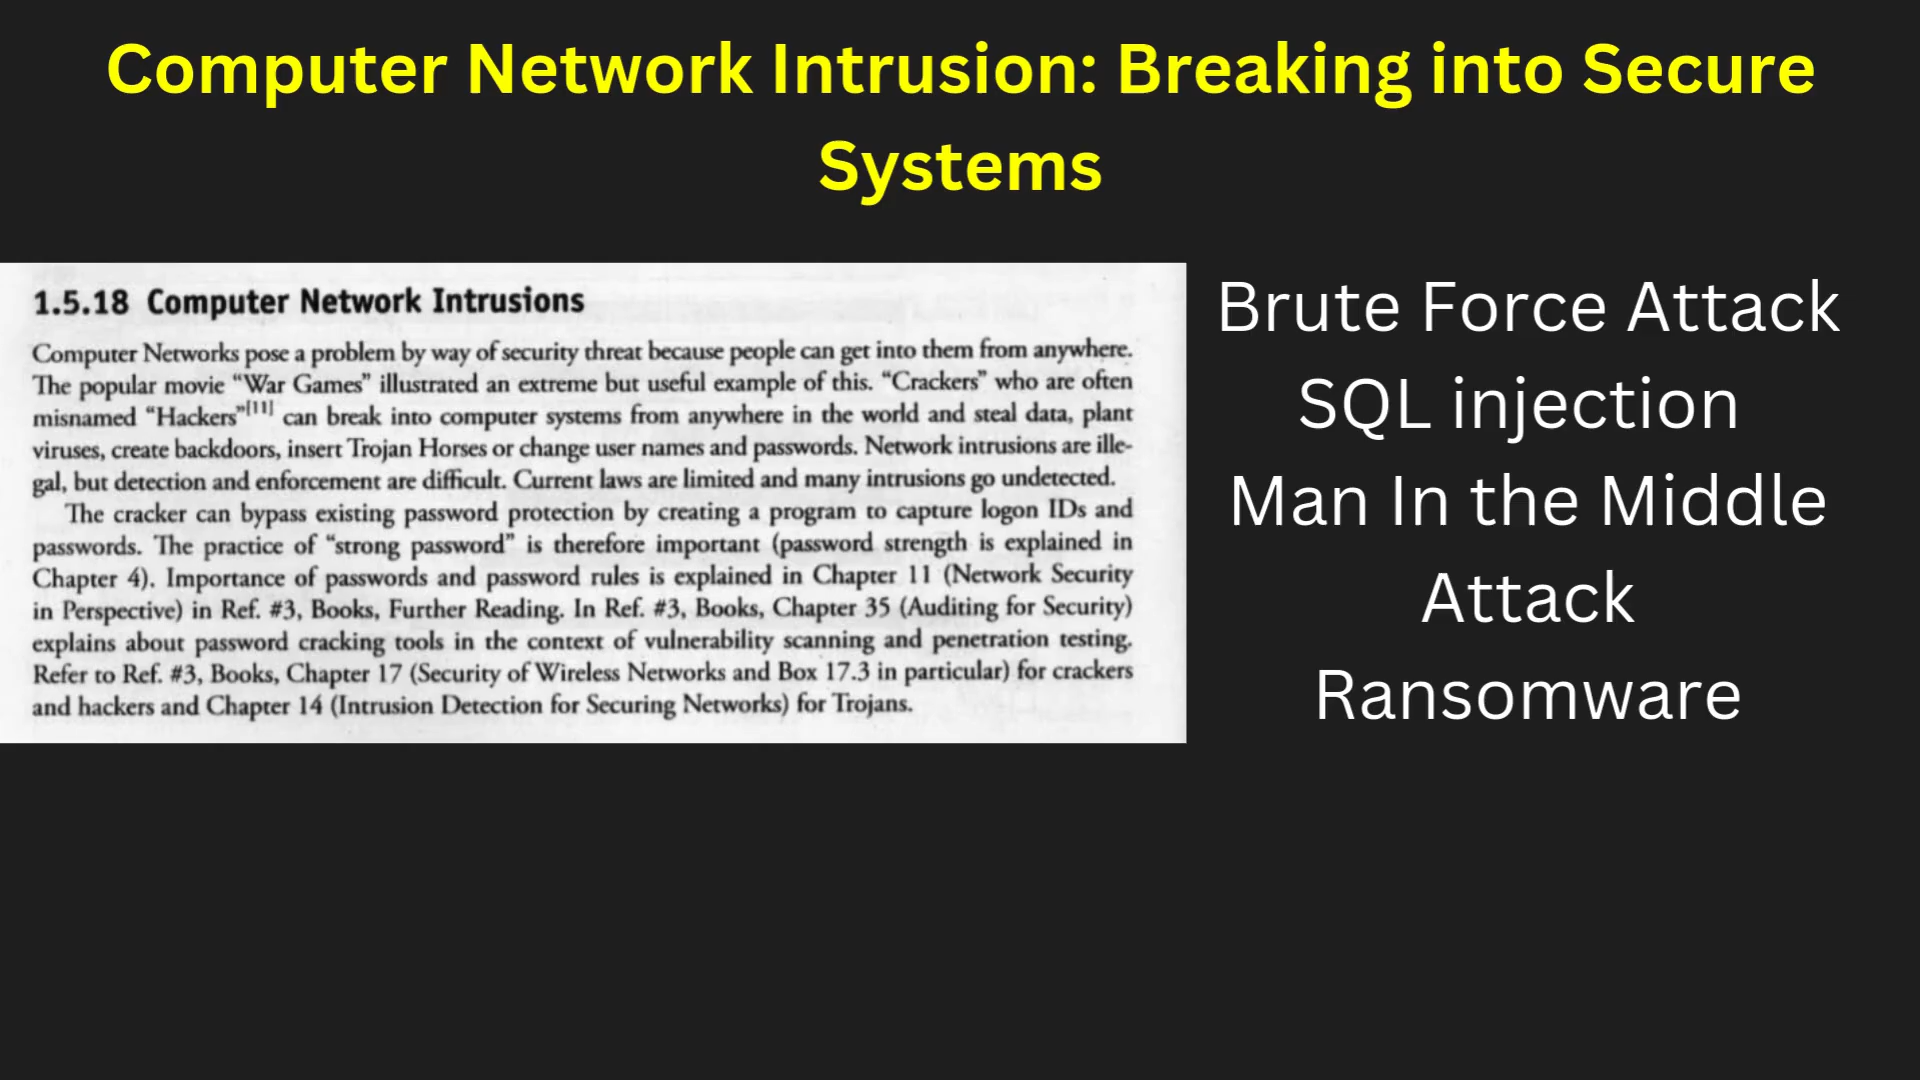 Computer Network Intrusion: Breaking into Secure
Systems
1.5.18 Computer Network Intrusions
Computer Networks pose a problem by way of security threat because people can get into them from anywhere.
The popular movie “War Games” illustrated an extreme but useful example of this. “Crackers” who are often
misnamed “Hackers”[11] can break into computer systems from anywhere in the world and steal data, plant
viruses, create backdoors, insert Trojan Horses or change user names and passwords. Network intrusions are ille-
gal, but detection and enforcement are difficult. Current laws are limited and many intrusions go undetected.
The cracker can bypass existing password protection by creating a program to capture logon IDs and
passwords. The practice of “strong password” is therefore important (password strength is explained in
Chapter 4). Importance of passwords and password rules is explained in Chapter 11 (Network Security
in Perspective) in Ref. #3, Books, Further Reading. In Ref. #3, Books, Chapter 35 (Auditing for Security)
explains about password cracking tools in the context of vulnerability scanning and penetration testing.
Refer to Ref. #3, Books, Chapter 17 (Security of Wireless Networks and Box 17.3 in particular) for crackers
and hackers and Chapter 14 (Intrusion Detection for Securing Networks) for Trojans.
Brute Force Attack
SQL injection
Man In the Middle
Attack
Ransomware